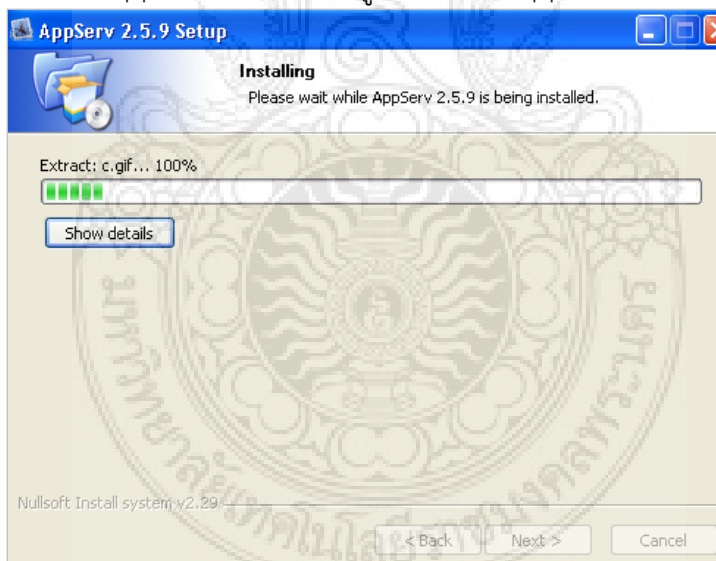 AppServ 2.5.9 Setup
Installing
Please wait while AppServ 2.5.9 is being installed.
Extract: c.gif... 100%
Show details
Nullsoft Install system v2.29
< Back
Next >
Cancel